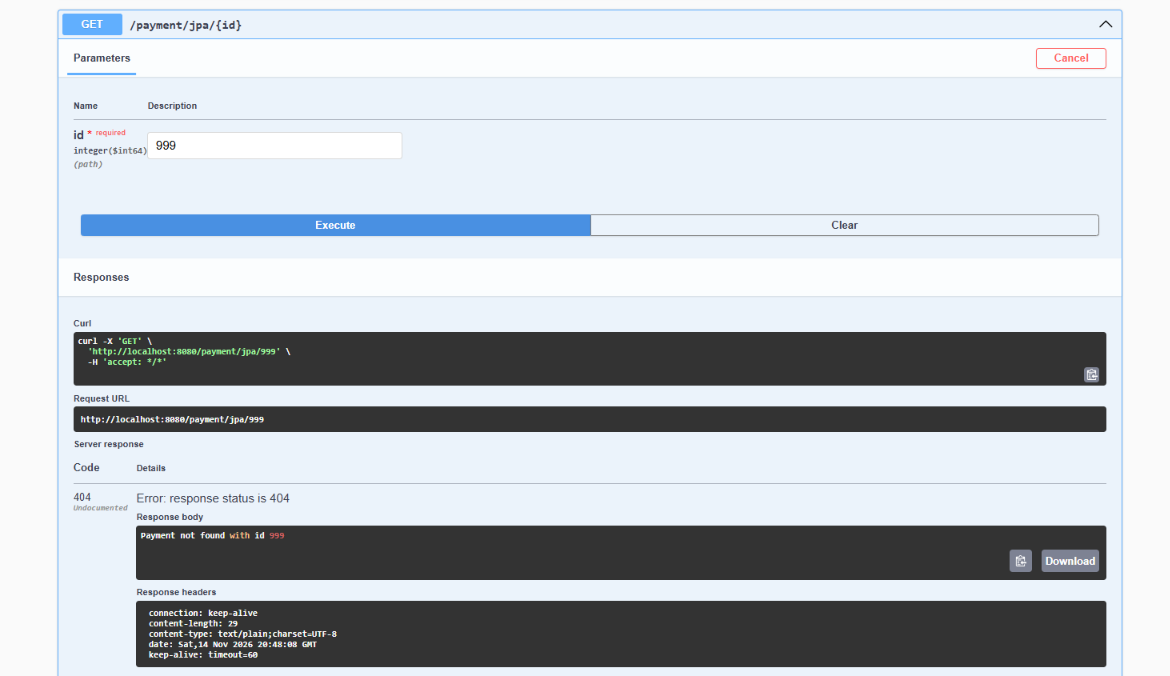 GET /payment/jpa/{id}
Parameters
Cancel
Name Description
id * required
integer($int64)
(path)
999
Execute
Clear
Responses
Curl
curl -X 'GET' \
'http://localhost:8080/payment/jpa/999' \
-H 'accept: */*'
Request URL
http://localhost:8080/payment/jpa/999
Server response
Code Details
404
Undocumented
Error: response status is 404
Response body
Payment not found with id 999
Download
Response headers
connection: keep-alive
content-length: 29
content-type: text/plain;charset=UTF-8
date: Sat,14 Nov 2026 20:48:08 GMT
keep-alive: timeout=60